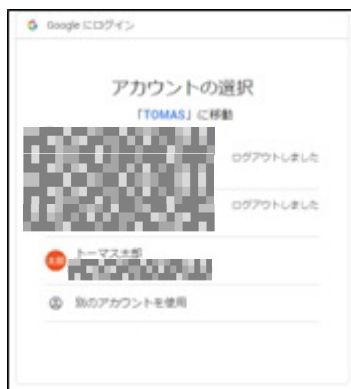 Google にログイン
アカウントの選択
「TOMAS」に移動
ログアウトしました
ログアウトしました
太郎
トーマス太郎
別のアカウントを使用